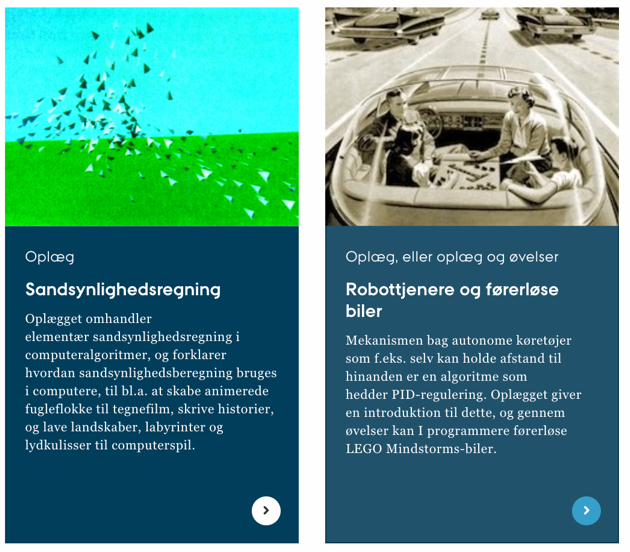 Oplæg
Sandsynlighedsregning
Oplægget omhandler
elementær sandsynlighedsregning i
computeralgoritmer, og forklarer
hvordan sandsynlighedsberegning bruges
i computere, til bl.a. at skabe animerede
fugleflokke til tegnefilm, skrive historier,
og lave landskaber, labyrinter og
lydkulisser til computerspil.
Oplæg, eller oplæg og øvelser
Robottjenere og førerløse
biler
Mekanismen bag autonome køretøjer
som f.eks. selv kan holde afstand til
hinanden er en algoritme som
hedder PID-regulering. Oplægget giver
en introduktion til dette, og gennem
øvelser kan I programmere førerløse
LEGO Mindstorms-biler.